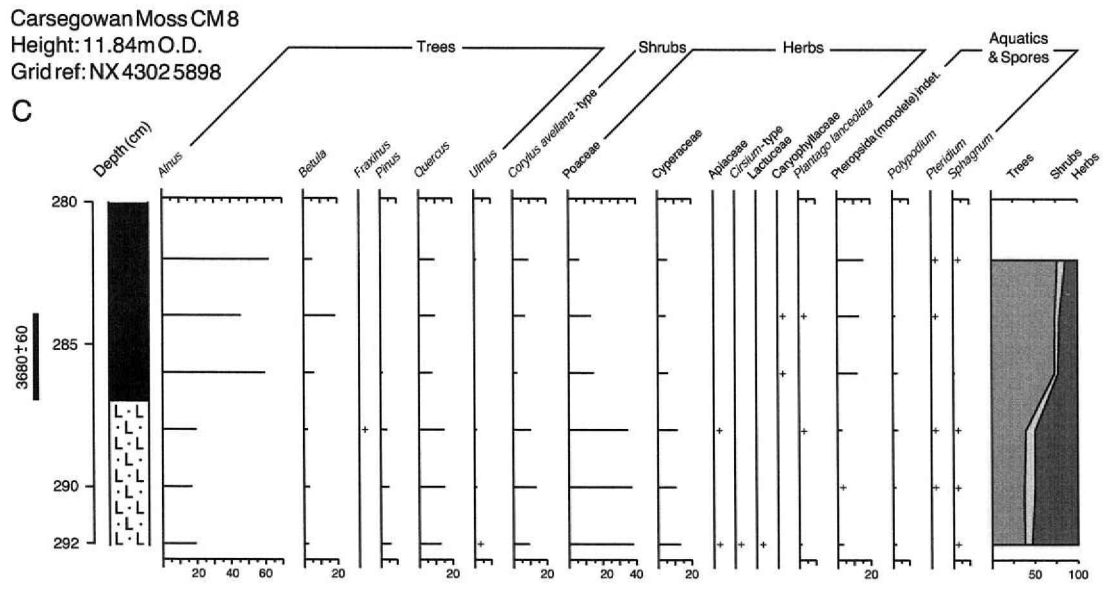 Carsegowan Moss CM8
Height: 11.84m O.D.
Grid ref: NX 4302 5898
C
Trees
Shrubs
Herbs
Aquatics
& Spores
Depth (cm)
Alnus
Betula
Fraxinus
Pinus
Quercus
Ulmus
Corylus avellana-type
Poaceae
Cyperaceae
Apiaceae
Cirsium-type
Lactuceae
Caryophyllaceae
Plantago lanceolata
Pteropsida (monolete) indet.
Polypodium
Pteridium
Sphagnum
Trees
Shrubs
Herbs
280
285
290
292
3680±60
L·L
·L·
L·L
·L·
L·L
·L·
L·L
·L·
L·L
+ +
+ + +
+
+ + + + +
+ + +
+ + + + +
20 40 60 20 20 20 20 40 20 20 50 100